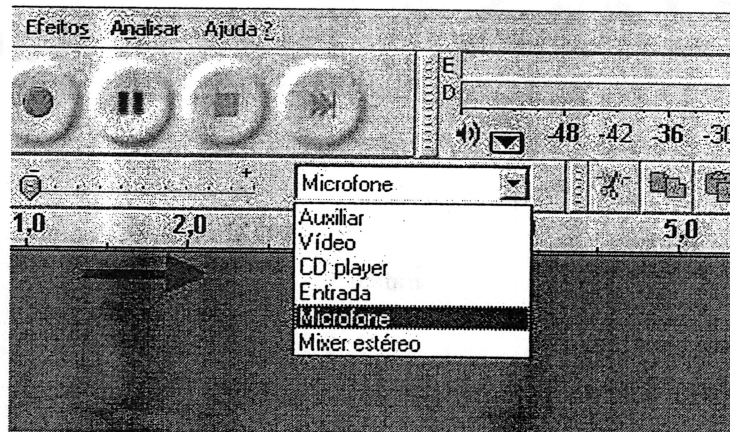 Efeitos Analisar Ajuda ?
E
D
-48 -42 -36 -30
- +
Microfone
1,0 2,0 5,0
Auxiliar
Vídeo
CD player
Entrada
Microfone
Mixer estéreo